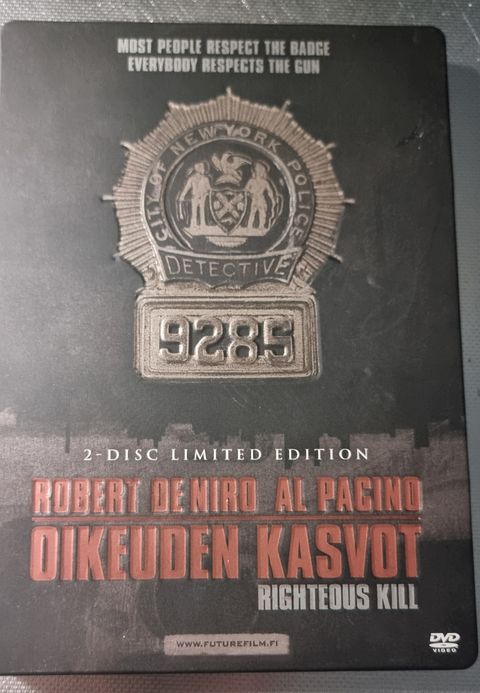 MOST PEOPLE RESPECT THE BADGE
EVERYBODY RESPECTS THE GUN
CITY OF NEW YORK POLICE
DETECTIVE
9285
2-DISC LIMITED EDITION
ROBERT DE NIRO AL PACINO
OIKEUDEN KASVOT
RIGHTEOUS KILL
WWW.FUTUREFILM.FI
DVD
VIDEO